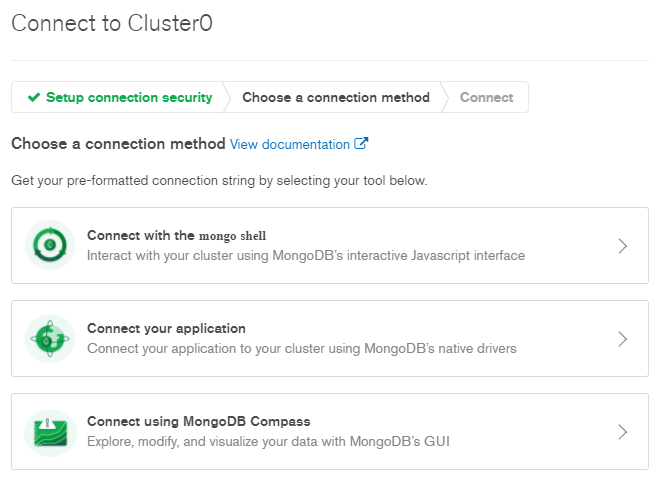 Connect to Cluster0
Setup connection security Choose a connection method Connect
Choose a connection method View documentation
Get your pre-formatted connection string by selecting your tool below.
Connect with the mongo shell
Interact with your cluster using MongoDB's interactive Javascript interface
Connect your application
Connect your application to your cluster using MongoDB's native drivers
Connect using MongoDB Compass
Explore, modify, and visualize your data with MongoDB's GUI